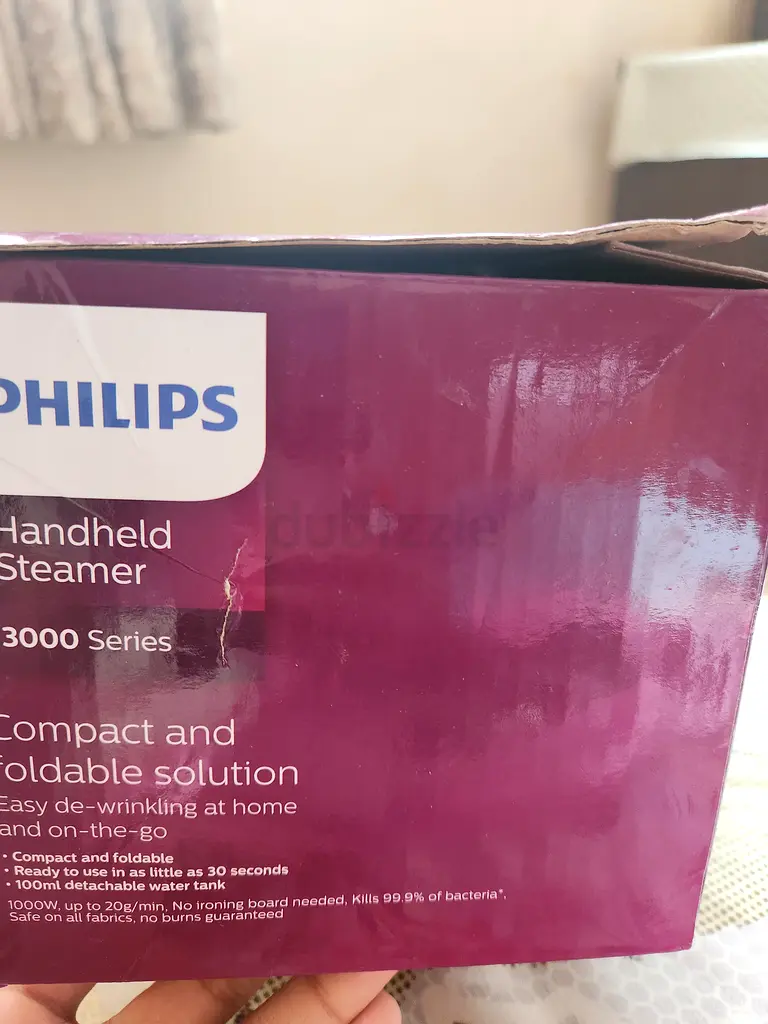 PHILIPS
Handheld
Steamer
3000 Series
dubizzle
Compact and
foldable solution
Easy de-wrinkling at home
and on-the-go
• Compact and foldable
• Ready to use in as little as 30 seconds
• 100ml detachable water tank
1000W, up to 20g/min, No ironing board needed, Kills 99.9% of bacteria*,
Safe on all fabrics, no burns guaranteed